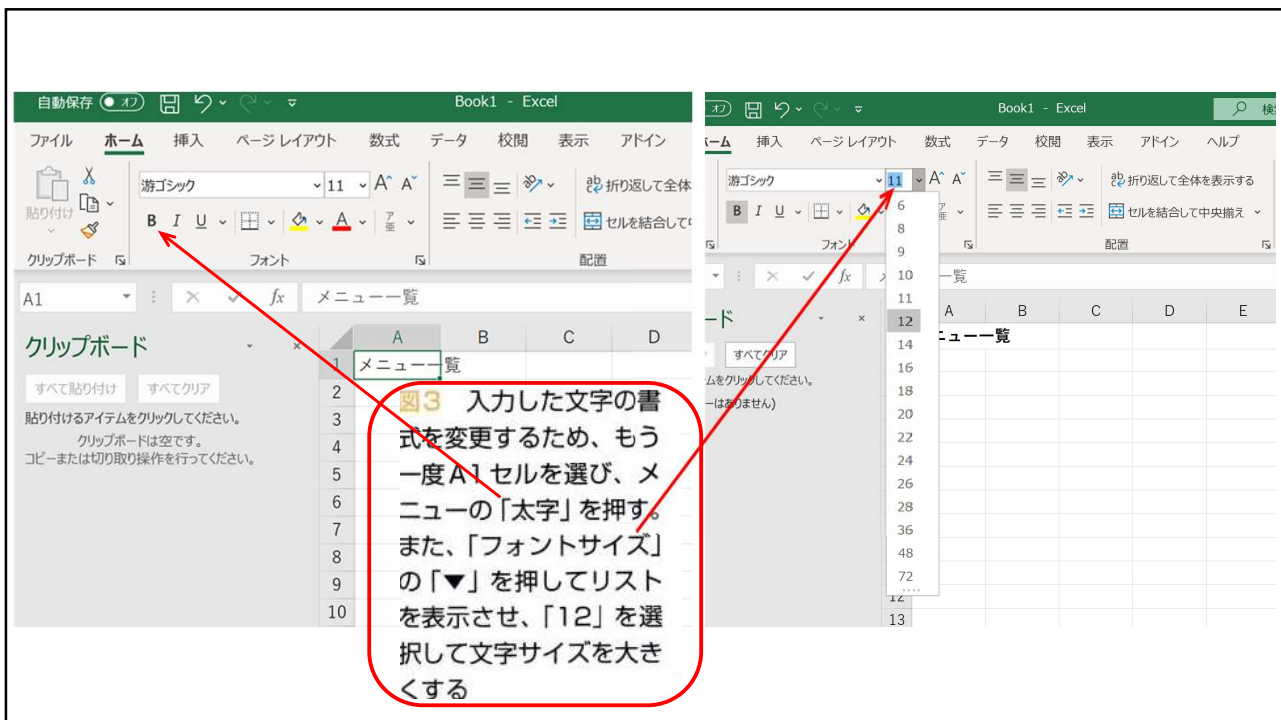 自動保存 オフ Book1 - Excel
ファイル ホーム 挿入 ページ レイアウト 数式 データ 校閲 表示 アドイン
游ゴシック 11 A^ A˅
ab 折り返して全体
貼り付け
B I U A ア亜 セルを結合して
クリップボード フォント 配置
A1 fx メニュー一覧
クリップボード
すべて貼り付け すべてクリア
貼り付けるアイテムをクリックしてください。
クリップボードは空です。
コピーまたは切り取り操作を行ってください。
A B C D
1 メニュー一覧
2
3
4
5
6
7
8
9
10
図3 入力した文字の書
式を変更するため、もう
一度A1セルを選び、メ
ニューの「太字」を押す。
また、「フォントサイズ」
の「▼」を押してリスト
を表示させ、「12」を選
択して文字サイズを大き
くする
オフ Book1 - Excel
ホーム 挿入 ページ レイアウト 数式 データ 校閲 表示 アドイン ヘルプ
游ゴシック 11 A^ A˅ ab 折り返して全体を表示する
B I U セルを結合して中央揃え
フォント 配置
fx 一覧
6
8
9
10
11
12
14
16
18
20
22
24
26
28
36
48
72
ード
すべてクリア
ムをクリックしてください。
ーはありません)
A B C D E
ニュー一覧
12
13